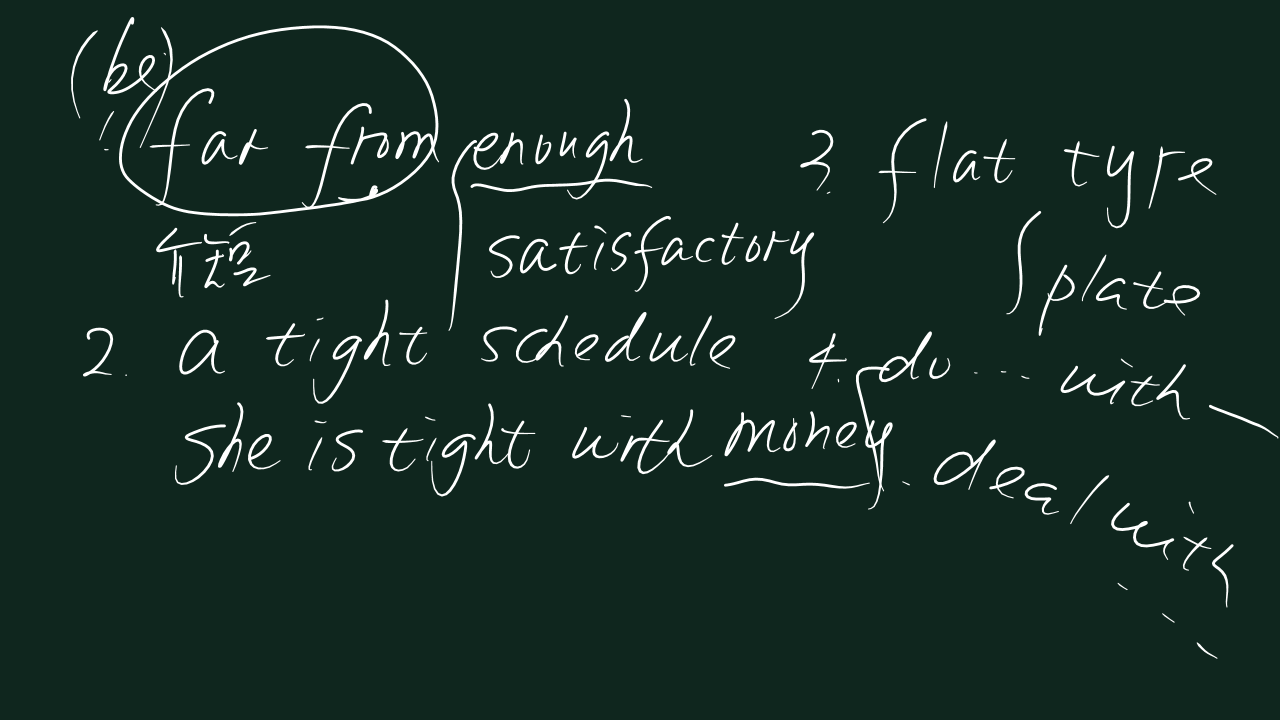 (be)
1. far from enough
satisfactory
2. a tight schedule
She is tight with money.
3. flat tyre
plate
4. do ... with
deal with ...